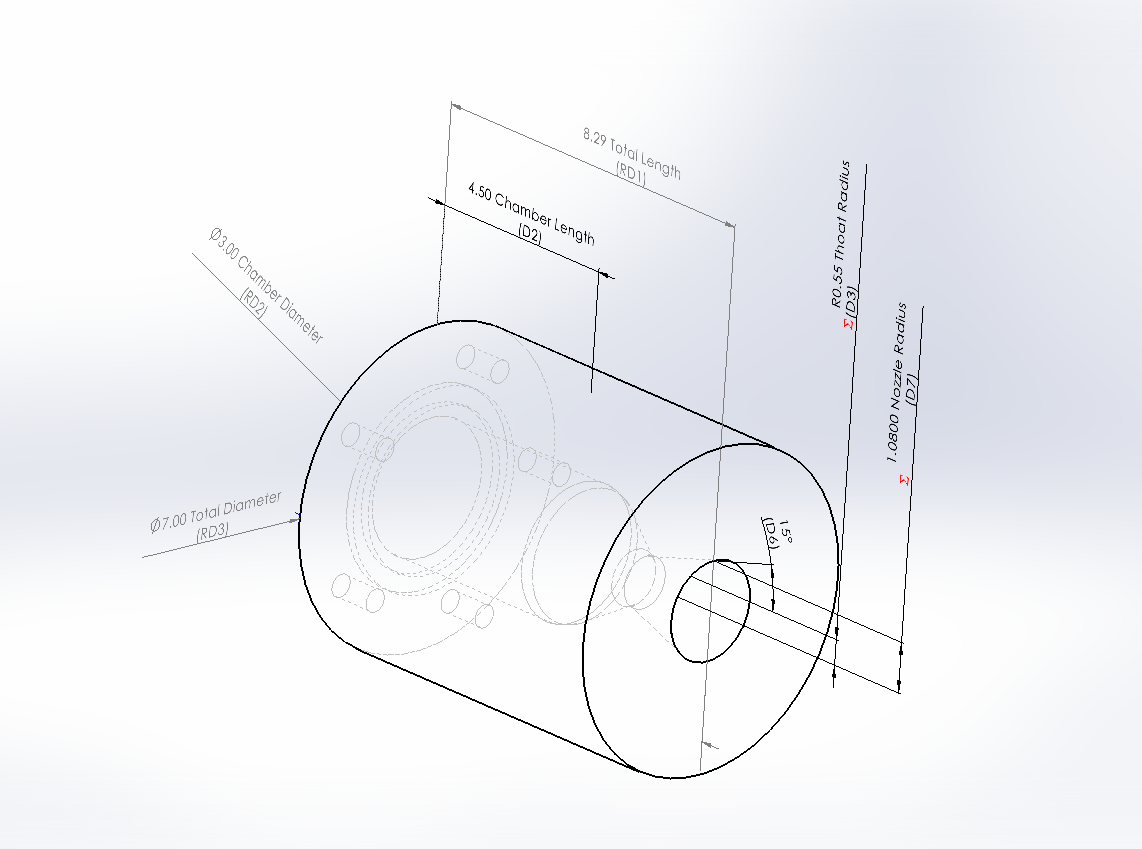 8.29 Total Length
(RD1)
4.50 Chamber Length
(D2)
Ø3.00 Chamber Diameter
(RD2)
Ø7.00 Total Diameter
(RD3)
R0.55 Thoat Radius
Σ(D3)
1.0800 Nozzle Radius
Σ (D7)
15°
(D6)